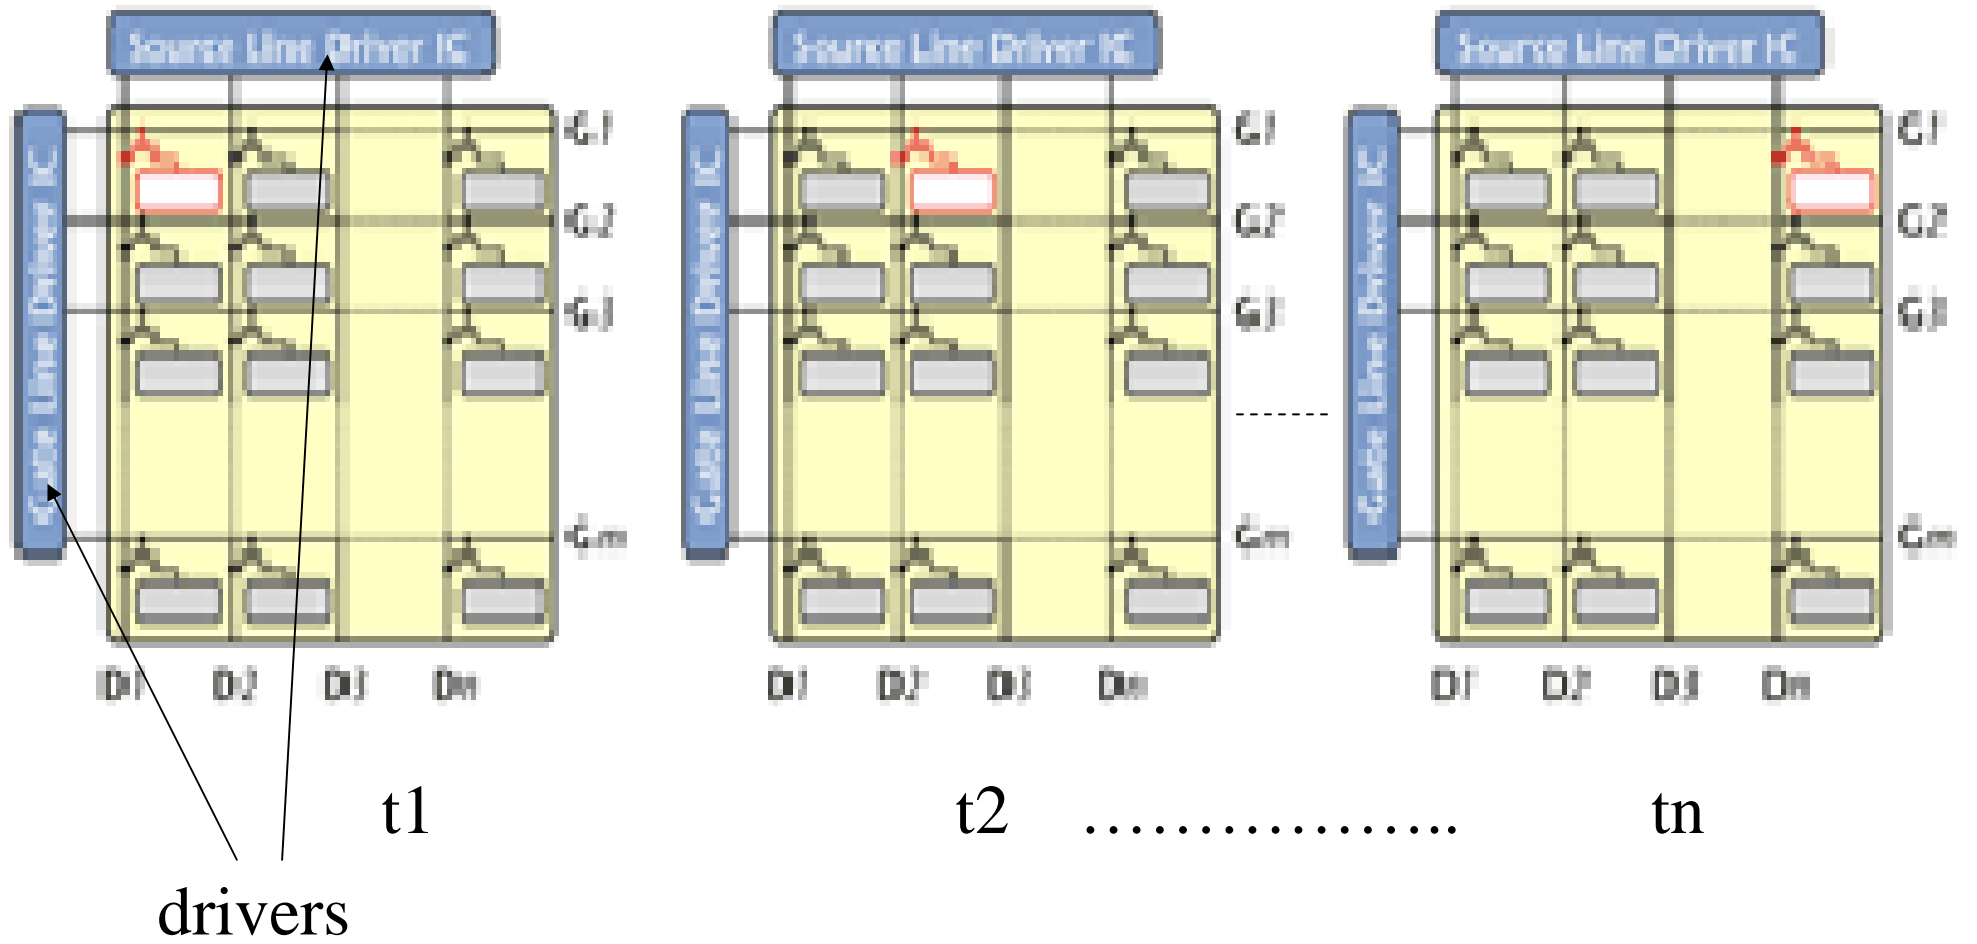 Source Line Driver IC
Source Line Driver IC
Source Line Driver IC
Gate Line Driver IC
G1
G2
G3
Gm
Gate Line Driver IC
G1
G2
G3
Gm
Gate Line Driver IC
G1
G2
G3
Gm
D1 D2 D3 Dn
D1 D2 D3 Dn
D1 D2 D3 Dn
t1 t2 ................. tn
drivers